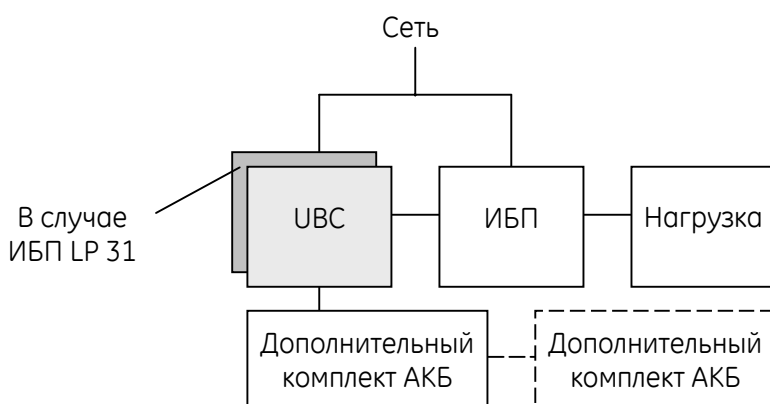 Сеть
В случае
ИБП LP 31
UBC
ИБП
Нагрузка
Дополнительный
комплект АКБ
Дополнительный
комплект АКБ